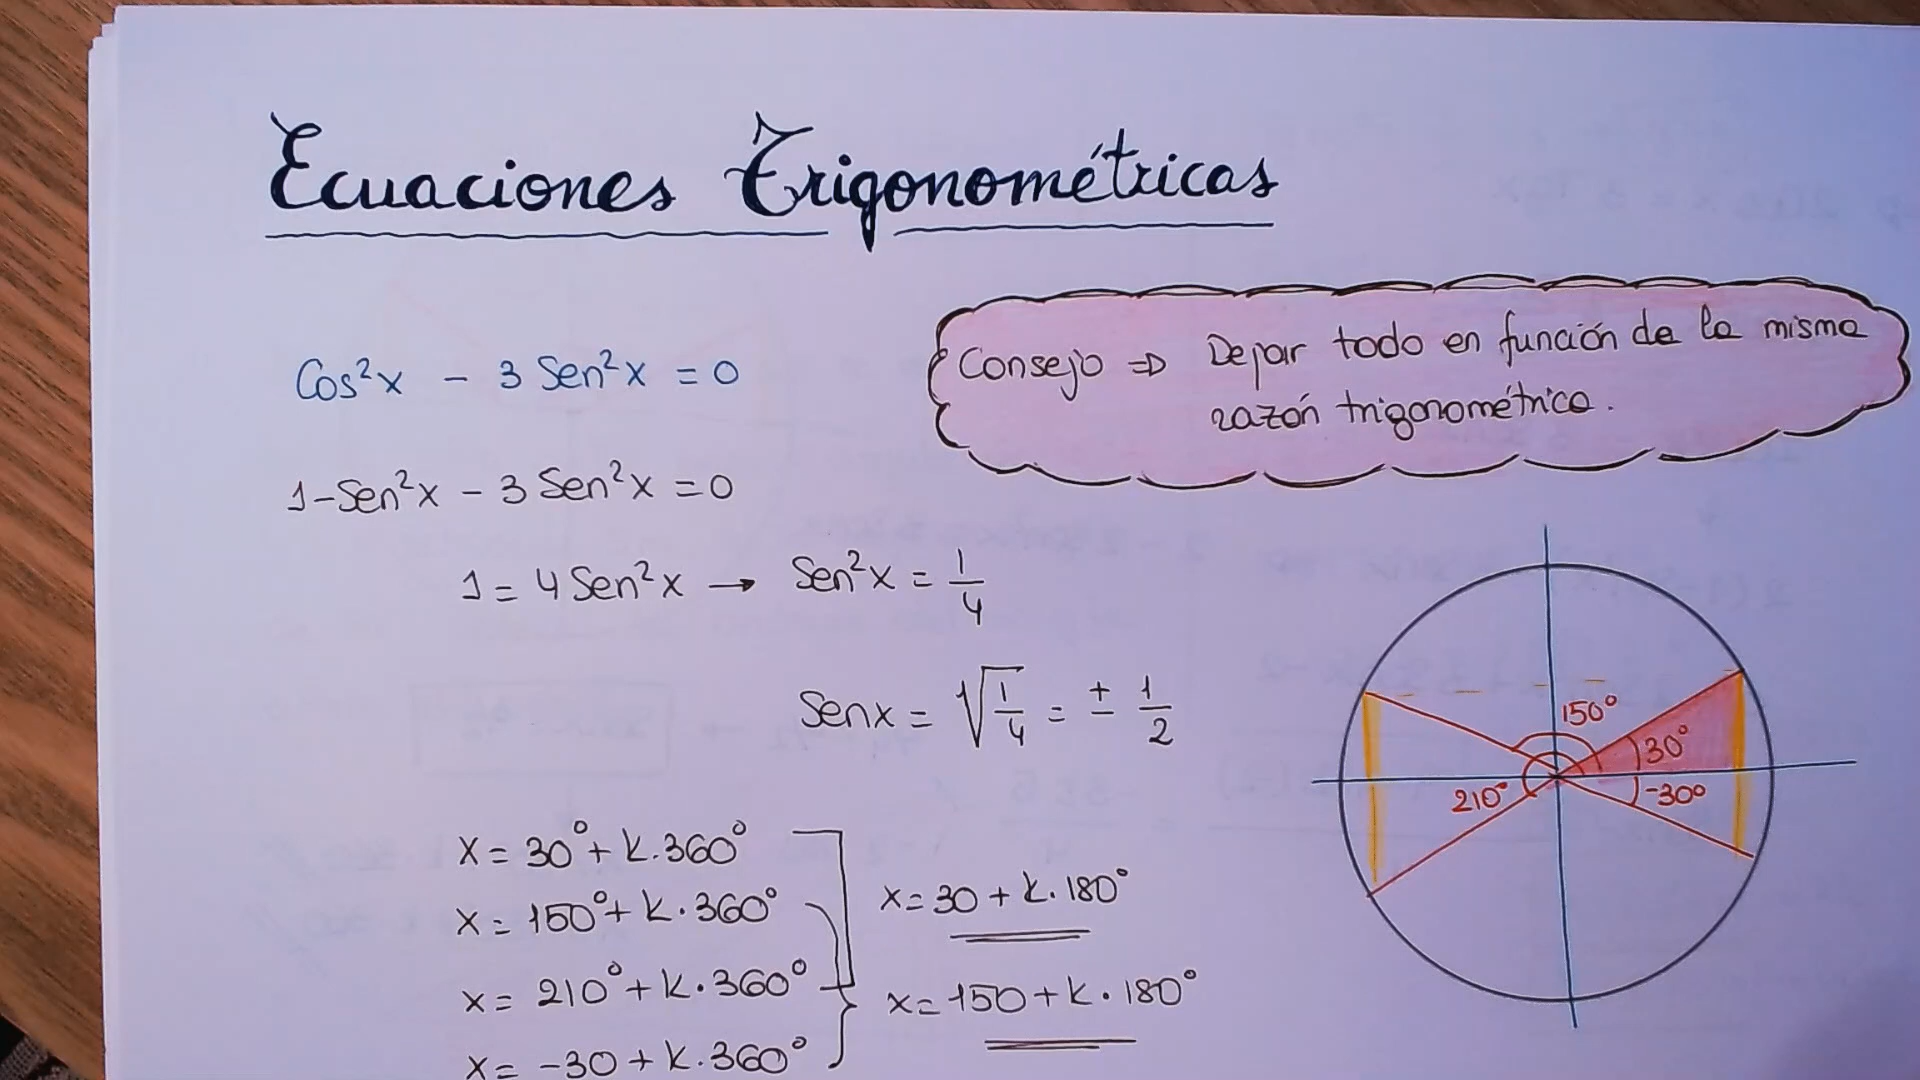 Ecuaciones Trigonométricas
Cos²x - 3 Sen²x = 0
Consejo ⇒ Dejar todo en función de la misma
razón trigonométrica.
1-Sen²x - 3 Sen²x = 0
1 = 4 Sen²x → Sen²x = 1/4
Senx = √1/4 = ± 1/2
150°
30°
210°
-30°
x = 30° + k.360°
x = 150° + k.360°
x = 210° + k.360°
x = -30 + k.360°
x = 30 + k.180°
x = 150 + k.180°